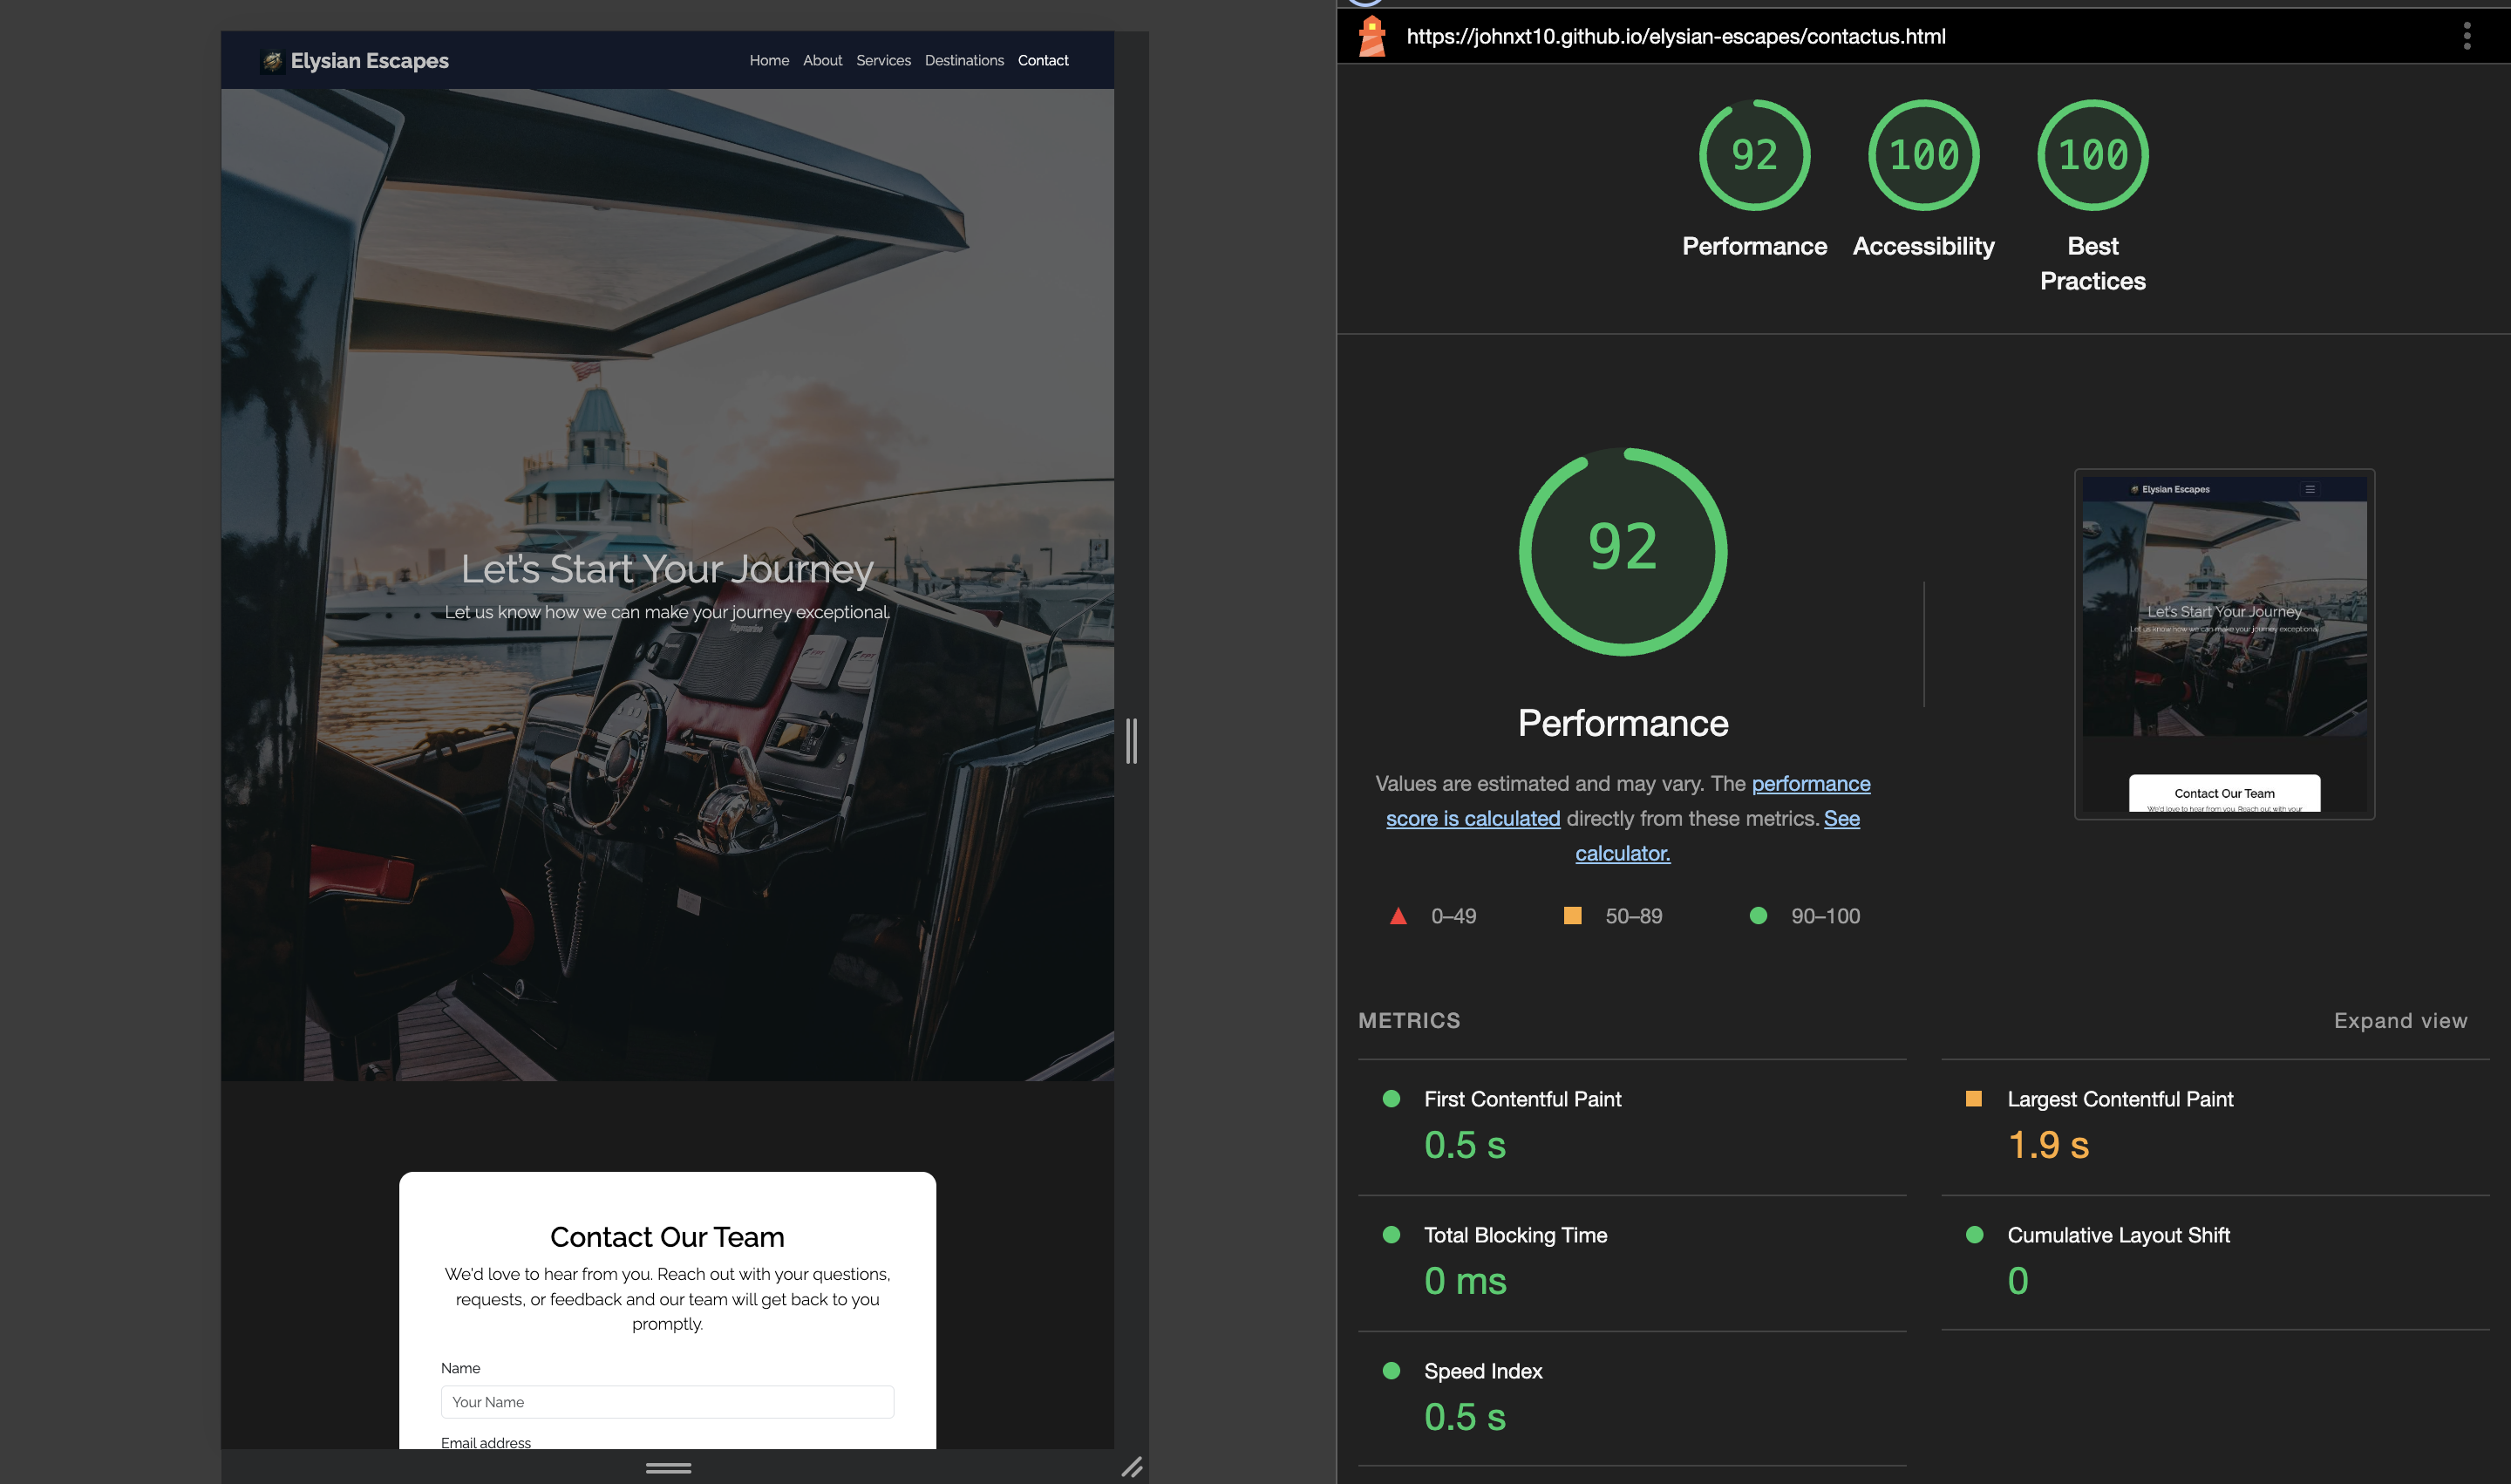 Elysian Escapes
Home About Services Destinations Contact
Let's Start Your Journey
Let us know how we can make your journey exceptional.
Raymarine
Contact Our Team
We'd love to hear from you. Reach out with your questions,
requests, or feedback and our team will get back to you
promptly.
Name
Your Name
Email address
https://johnxt10.github.io/elysian-escapes/contactus.html
92
100
100
Performance
Accessibility
Best
Practices
92
Performance
Values are estimated and may vary. The performance
score is calculated directly from these metrics. See
calculator.
0–49
50–89
90–100
Elysian Escapes
Let's Start Your Journey
Let us know how we can make your journey exceptional.
Contact Our Team
We'd love to hear from you. Reach out with your
METRICS
Expand view
First Contentful Paint
0.5 s
Largest Contentful Paint
1.9 s
Total Blocking Time
0 ms
Cumulative Layout Shift
0
Speed Index
0.5 s